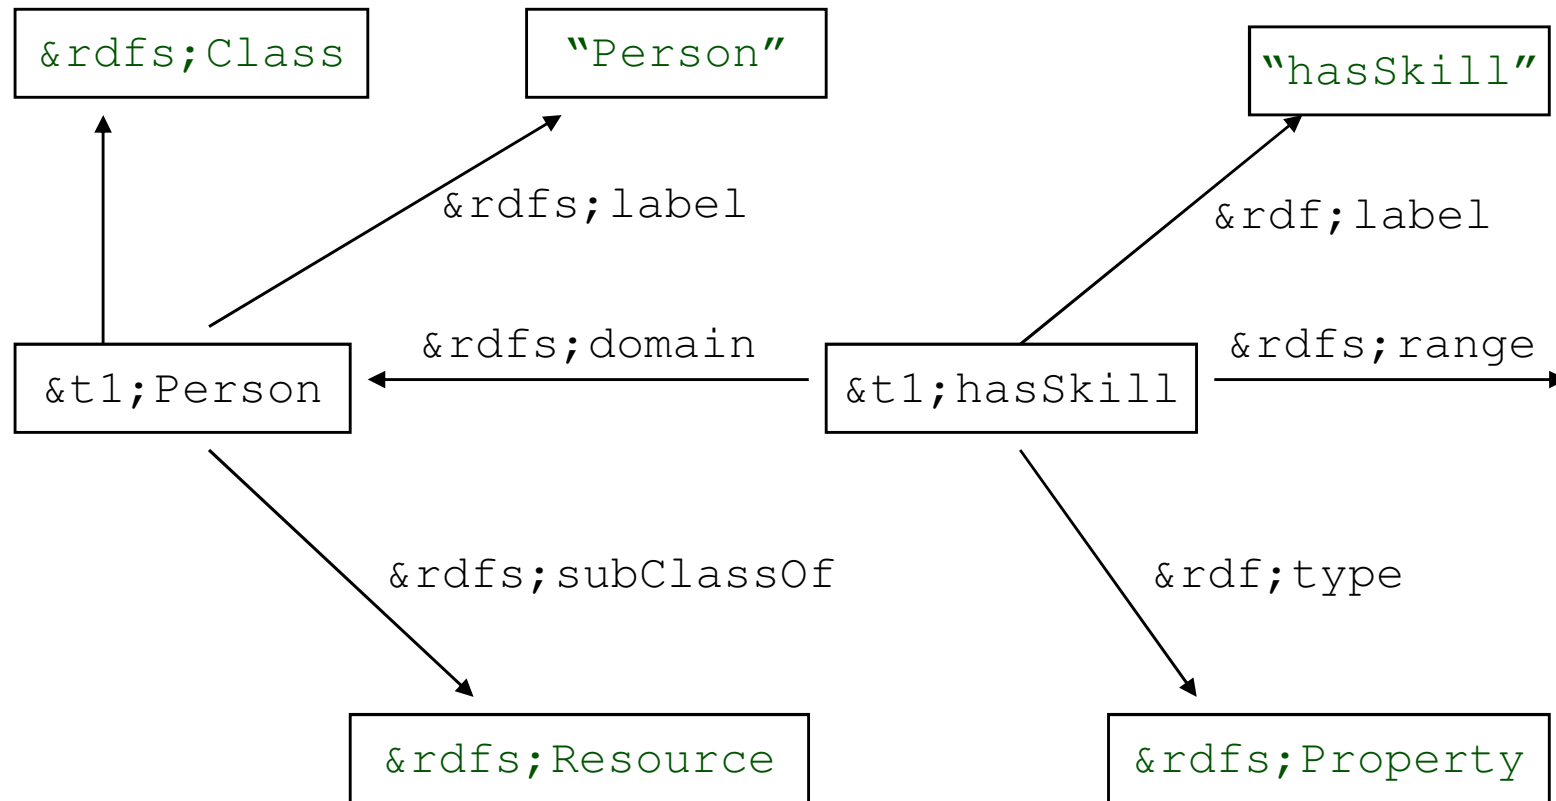 &rdfs;Class
“Person”
“hasSkill”
&rdfs;label
&rdf;label
&rdfs;domain
&rdfs;range
&t1;Person
&t1;hasSkill
&rdfs;subClassOf
&rdf;type
&rdfs;Resource
&rdfs;Property